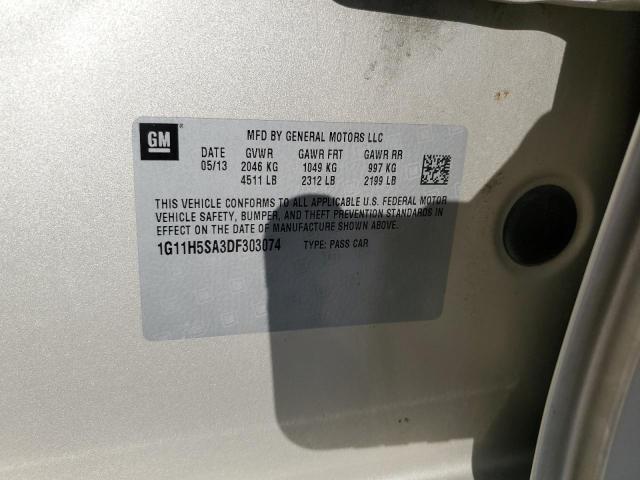 GM
MFD BY GENERAL MOTORS LLC
DATE GVWR GAWR FRT GAWR RR
05/13 2046 KG 1049 KG 997 KG
4511 LB 2312 LB 2199 LB
THIS VEHICLE CONFORMS TO ALL APPLICABLE U.S. FEDERAL MOTOR
VEHICLE SAFETY, BUMPER, AND THEFT PREVENTION STANDARDS IN
EFFECT ON THE DATE OF MANUFACTURE SHOWN ABOVE.
1G11H5SA3DF303074 TYPE: PASS CAR